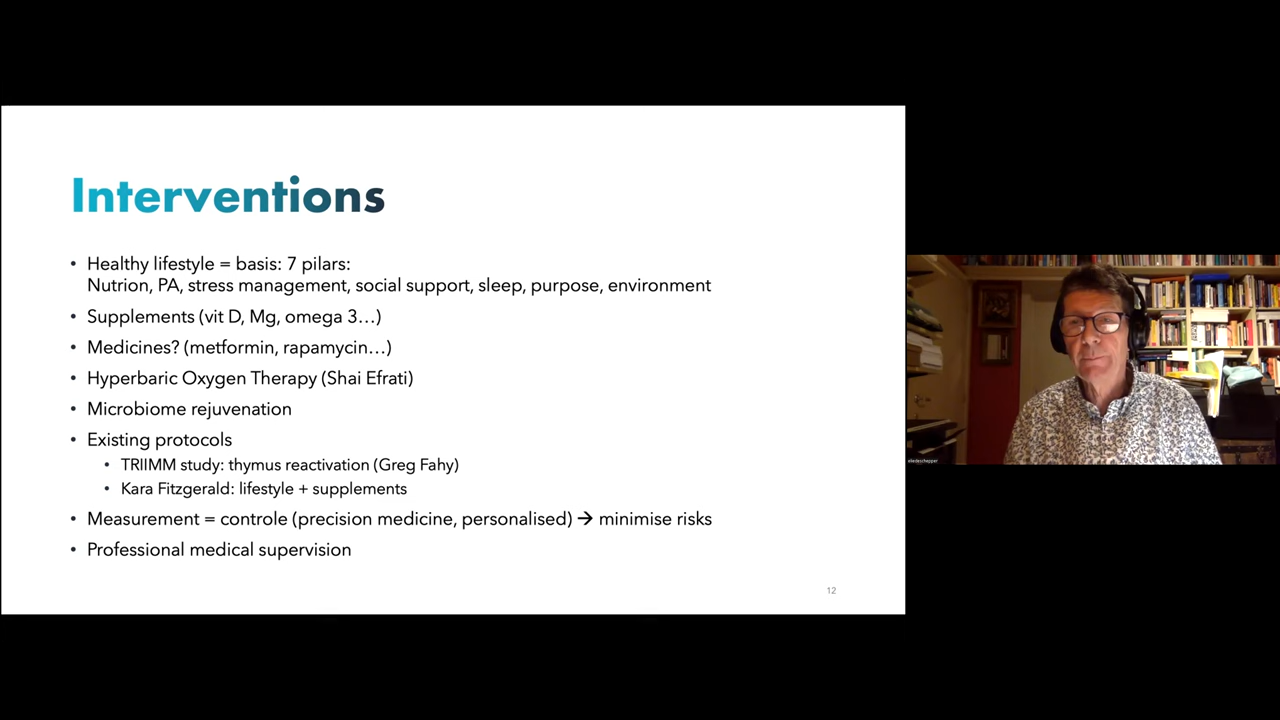 Interventions
• Healthy lifestyle = basis: 7 pilars:
Nutrion, PA, stress management, social support, sleep, purpose, environment
• Supplements (vit D, Mg, omega 3…)
• Medicines? (metformin, rapamycin…)
• Hyperbaric Oxygen Therapy (Shai Efrati)
• Microbiome rejuvenation
• Existing protocols
• TRIIMM study: thymus reactivation (Greg Fahy)
• Kara Fitzgerald: lifestyle + supplements
• Measurement = controle (precision medicine, personalised) → minimise risks
• Professional medical supervision
12